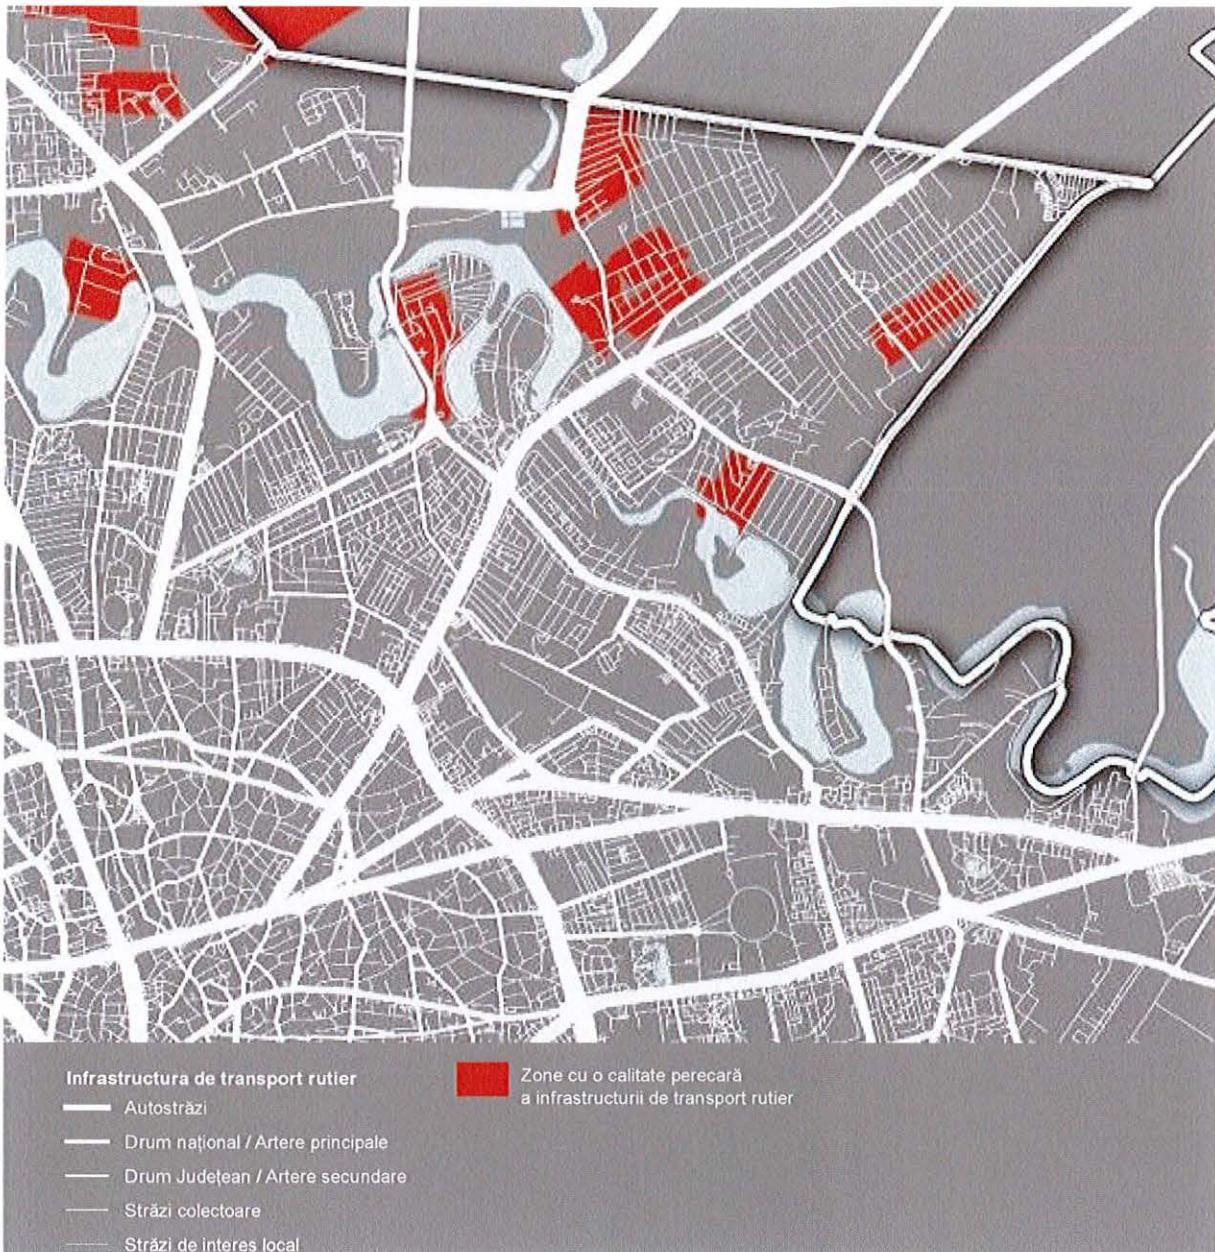 Infrastructura de transport rutier
Autostrăzi
Drum național / Artere principale
Drum Județean / Artere secundare
Străzi colectoare
Străzi de interes local
Zone cu o calitate perecară
a infrastructurii de transport rutier